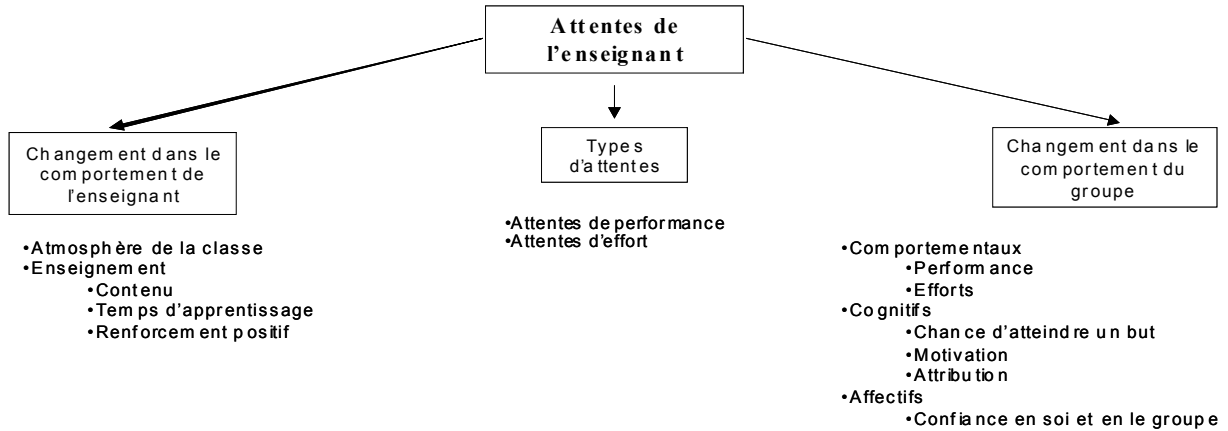 Attentes de
l'enseignant
Changement dans le
comportement de
l'enseignant
Types
d'attentes
Changement dans le
comportement du
groupe
•Atmosphère de la classe
•Enseignement
•Contenu
•Temps d'apprentissage
•Renforcement positif
•Attentes de performance
•Attentes d'effort
•Comportementaux
•Performance
•Efforts
•Cognitifs
•Chance d'atteindre un but
•Motivation
•Attribution
•Affectifs
•Confiance en soi et en le groupe